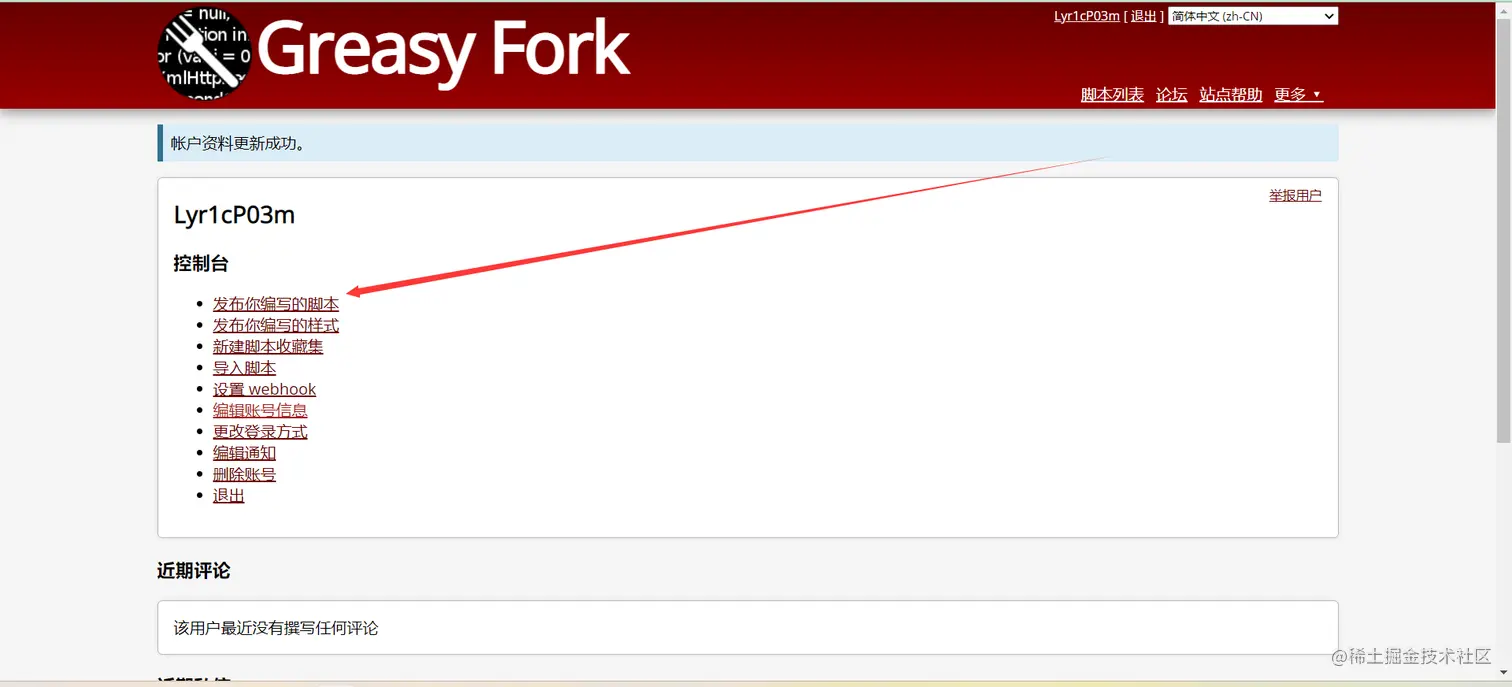 = null,
ion in
or (va i = 0
mlHttp
Greasy Fork
Lyr1cP03m [ 退出 ] 简体中文 (zh-CN)
脚本列表 论坛 站点帮助 更多 ▼
帐户资料更新成功。
举报用户
Lyr1cP03m
控制台
发布你编写的脚本
发布你编写的样式
新建脚本收藏集
导入脚本
设置 webhook
编辑账号信息
更改登录方式
编辑通知
删除账号
退出
近期评论
该用户最近没有撰写任何评论
@稀土掘金技术社区